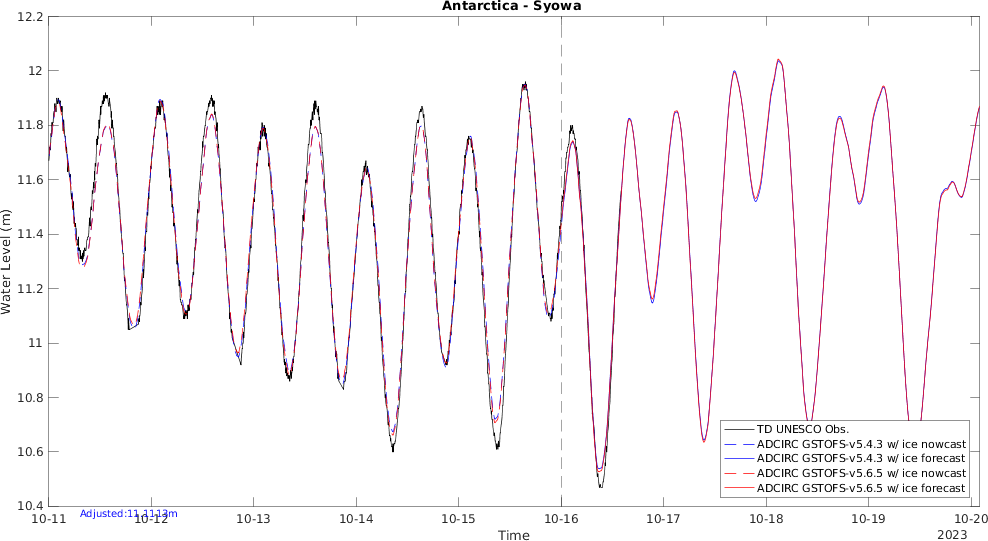 Antarctica - Syowa
12.2
12
11.8
11.6
11.4
11.2
11
10.8
10.6
10.4
Water Level (m)
TD UNESCO Obs.
ADCIRC GSTOFS-v5.4.3 w/ ice nowcast
ADCIRC GSTOFS-v5.4.3 w/ ice forecast
ADCIRC GSTOFS-v5.6.5 w/ ice nowcast
ADCIRC GSTOFS-v5.6.5 w/ ice forecast
10-11 10-12 10-13 10-14 10-15 10-16 10-17 10-18 10-19 10-20
Time
2023